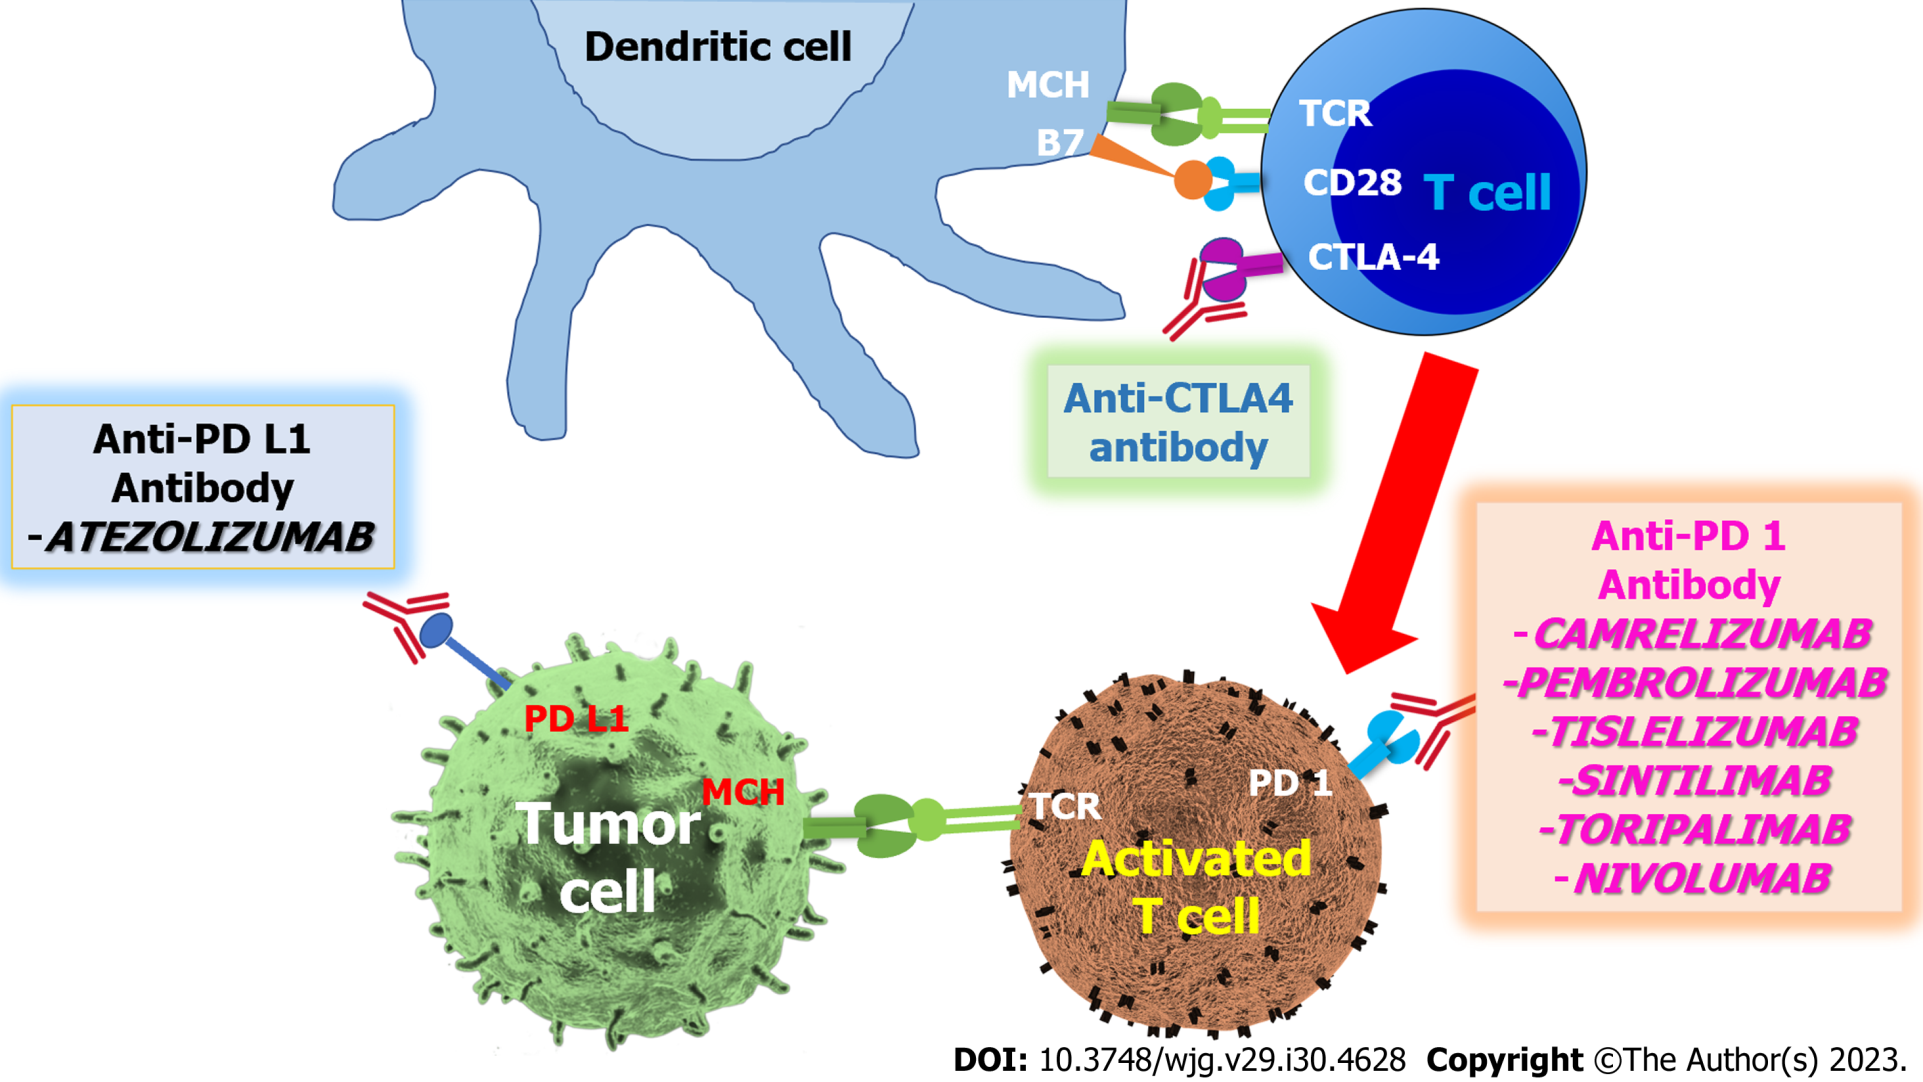 Dendritic cell
MCH
B7
TCR
CD28
T cell
CTLA-4
Anti-CTLA4
antibody
Anti-PD L1
Antibody
-ATEZOLIZUMAB
Anti-PD 1
Antibody
-CAMRELIZUMAB
-PEMBROLIZUMAB
-TISLELIZUMAB
-SINTILIMAB
-TORIPALIMAB
-NIVOLUMAB
PD L1
MCH
Tumor
cell
TCR
PD 1
Activated
T cell
DOI: 10.3748/wjg.v29.i30.4628 Copyright ©The Author(s) 2023.